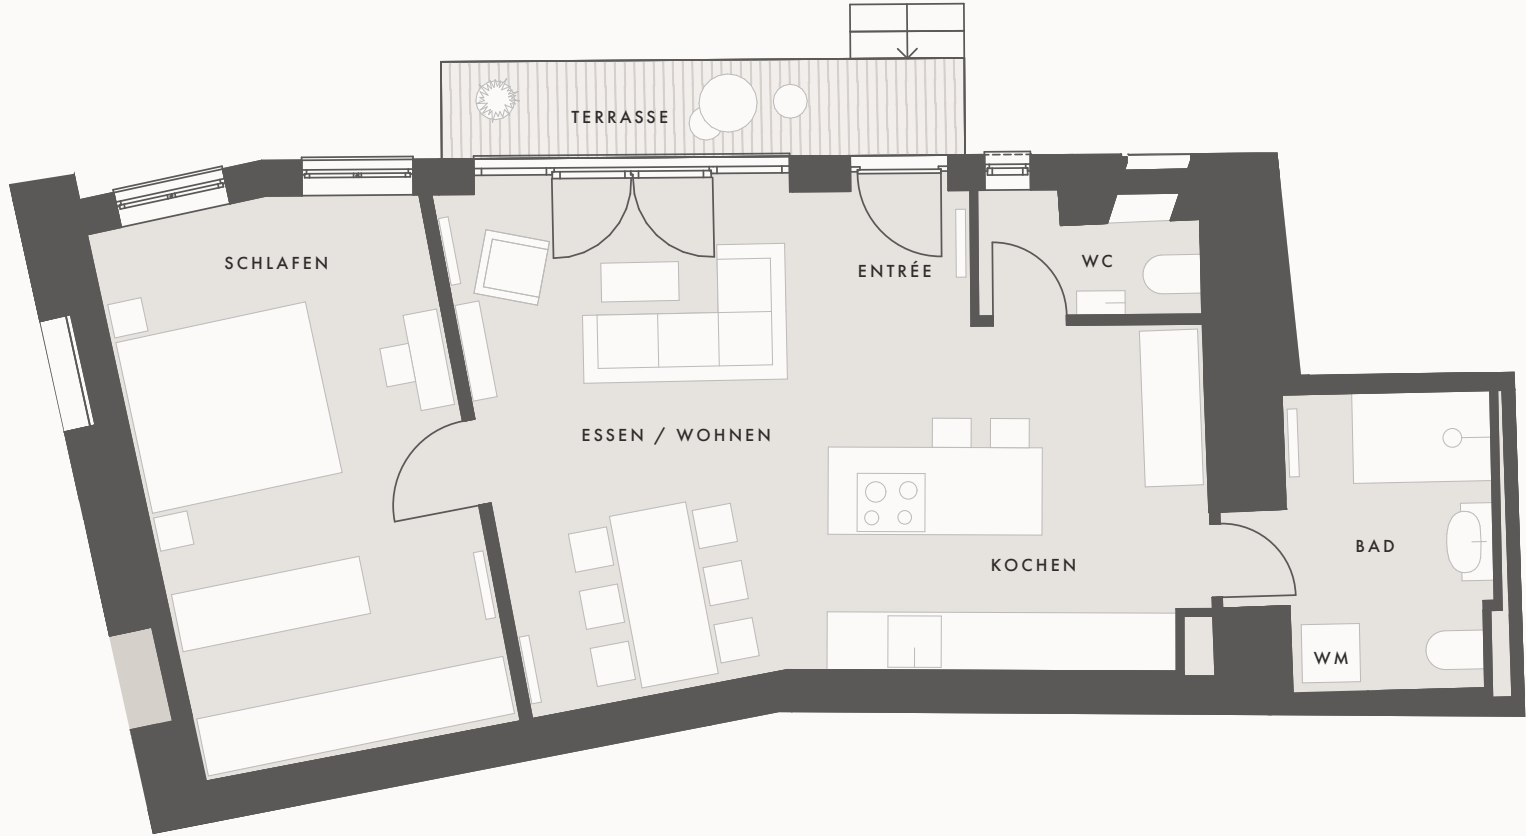 TERRASSE
SCHLAFEN
WC
ENTRÉE
ESSEN / WOHNEN
BAD
KOCHEN
WM